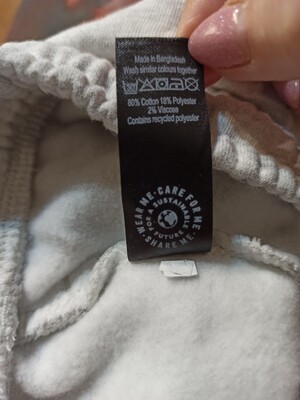 Made in Bangladesh
Wash similar colours together
80% Cotton 18% Polyester
2% Viscose
Contains recycled polyester
WEAR ME · CARE FOR ME
· SHARE ME ·
FOR A SUSTAINABLE
FUTURE